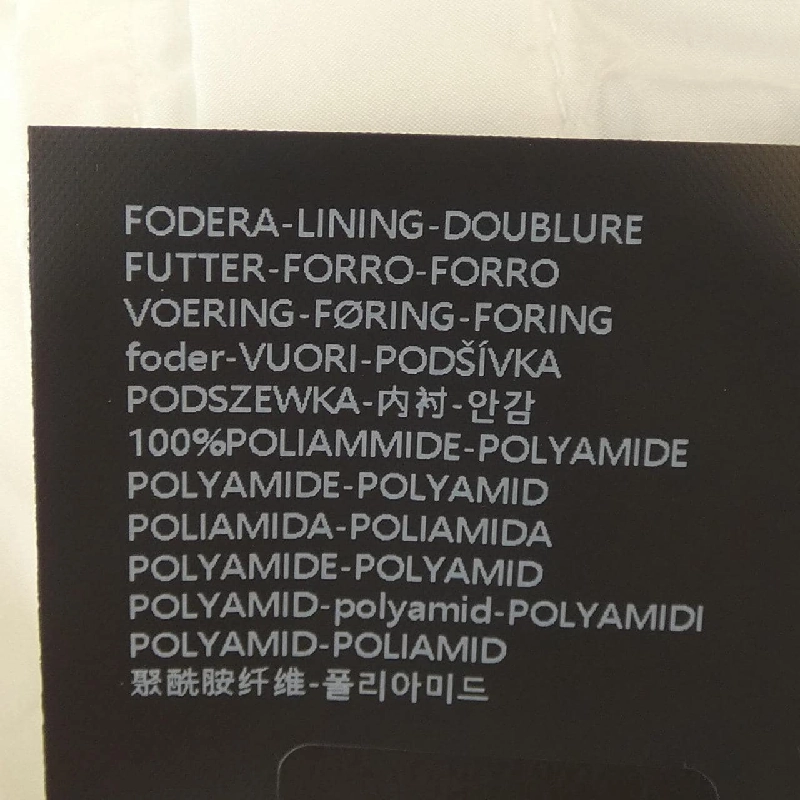 FODERA-LINING-DOUBLURE
FUTTER-FORRO-FORRO
VOERING-FØRING-FORING
foder-VUORI-PODŠÍVKA
PODSZEWKA-内衬-안감
100%POLIAMMIDE-POLYAMIDE
POLYAMIDE-POLYAMID
POLIAMIDA-POLIAMIDA
POLYAMIDE-POLYAMID
POLYAMID-polyamid-POLYAMIDI
POLYAMID-POLIAMID
聚酰胺纤维-폴리아미드